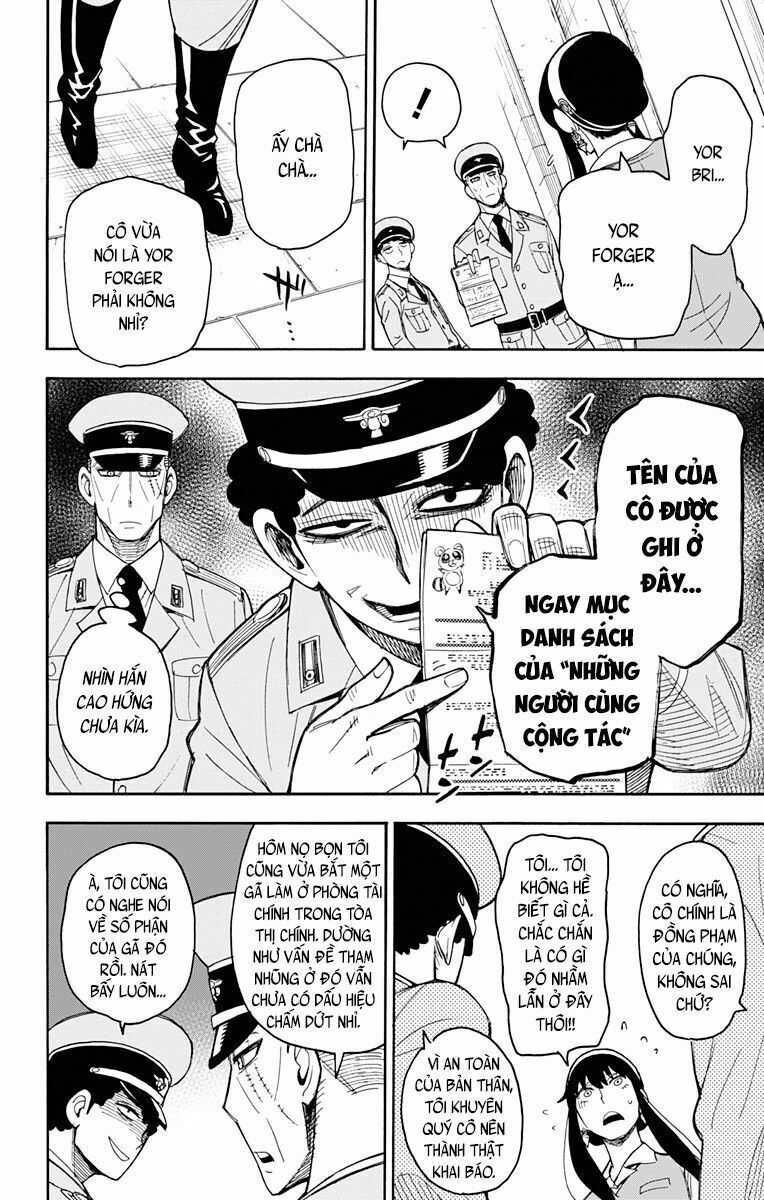 YOR
BRI...
YOR
FORGER
Ạ...
!
ẤY CHÀ
CHÀ...
CÔ VỪA
NÓI LÀ YOR
FORGER
PHẢI KHÔNG
NHỈ?
TÊN CỦA
CÔ ĐƯỢC
GHI Ở
ĐÂY...
NGAY MỤC
DANH SÁCH
CỦA "NHỮNG
NGƯỜI CÙNG
CỘNG TÁC"
NHÌN HẮN
CAO HỨNG
CHƯA KÌA.
CÓ NGHĨA,
CÔ CHÍNH LÀ
ĐỒNG PHẠM
CỦA CHÚNG,
KHÔNG SAI
CHỨ?
TÔI... TÔI
KHÔNG HỀ
BIẾT GÌ CẢ.
CHẮC CHẮN
LÀ CÓ GÌ
ĐÓ NHẦM
LẪN Ở ĐÂY
THÔI!!
VÌ AN TOÀN
CỦA BẢN THÂN,
TÔI KHUYÊN
QUÝ CÔ NÊN
THÀNH THẬT
KHAI BÁO.
HÔM NỌ BỌN TÔI
CŨNG VỪA BẮT MỘT
GÃ LÀM Ở PHÒNG TÀI
CHÍNH TRONG TÒA
THỊ CHÍNH. DƯỜNG
NHƯ VẤN ĐỀ THAM
NHŨNG Ở ĐÓ VẪN
CHƯA CÓ DẤU HIỆU
CHẤM DỨT NHỈ.
À, TÔI CŨNG
CÓ NGHE NÓI
VỀ SỐ PHẬN
CỦA GÃ ĐÓ
RỒI. NÁT
BẤY LUÔN...